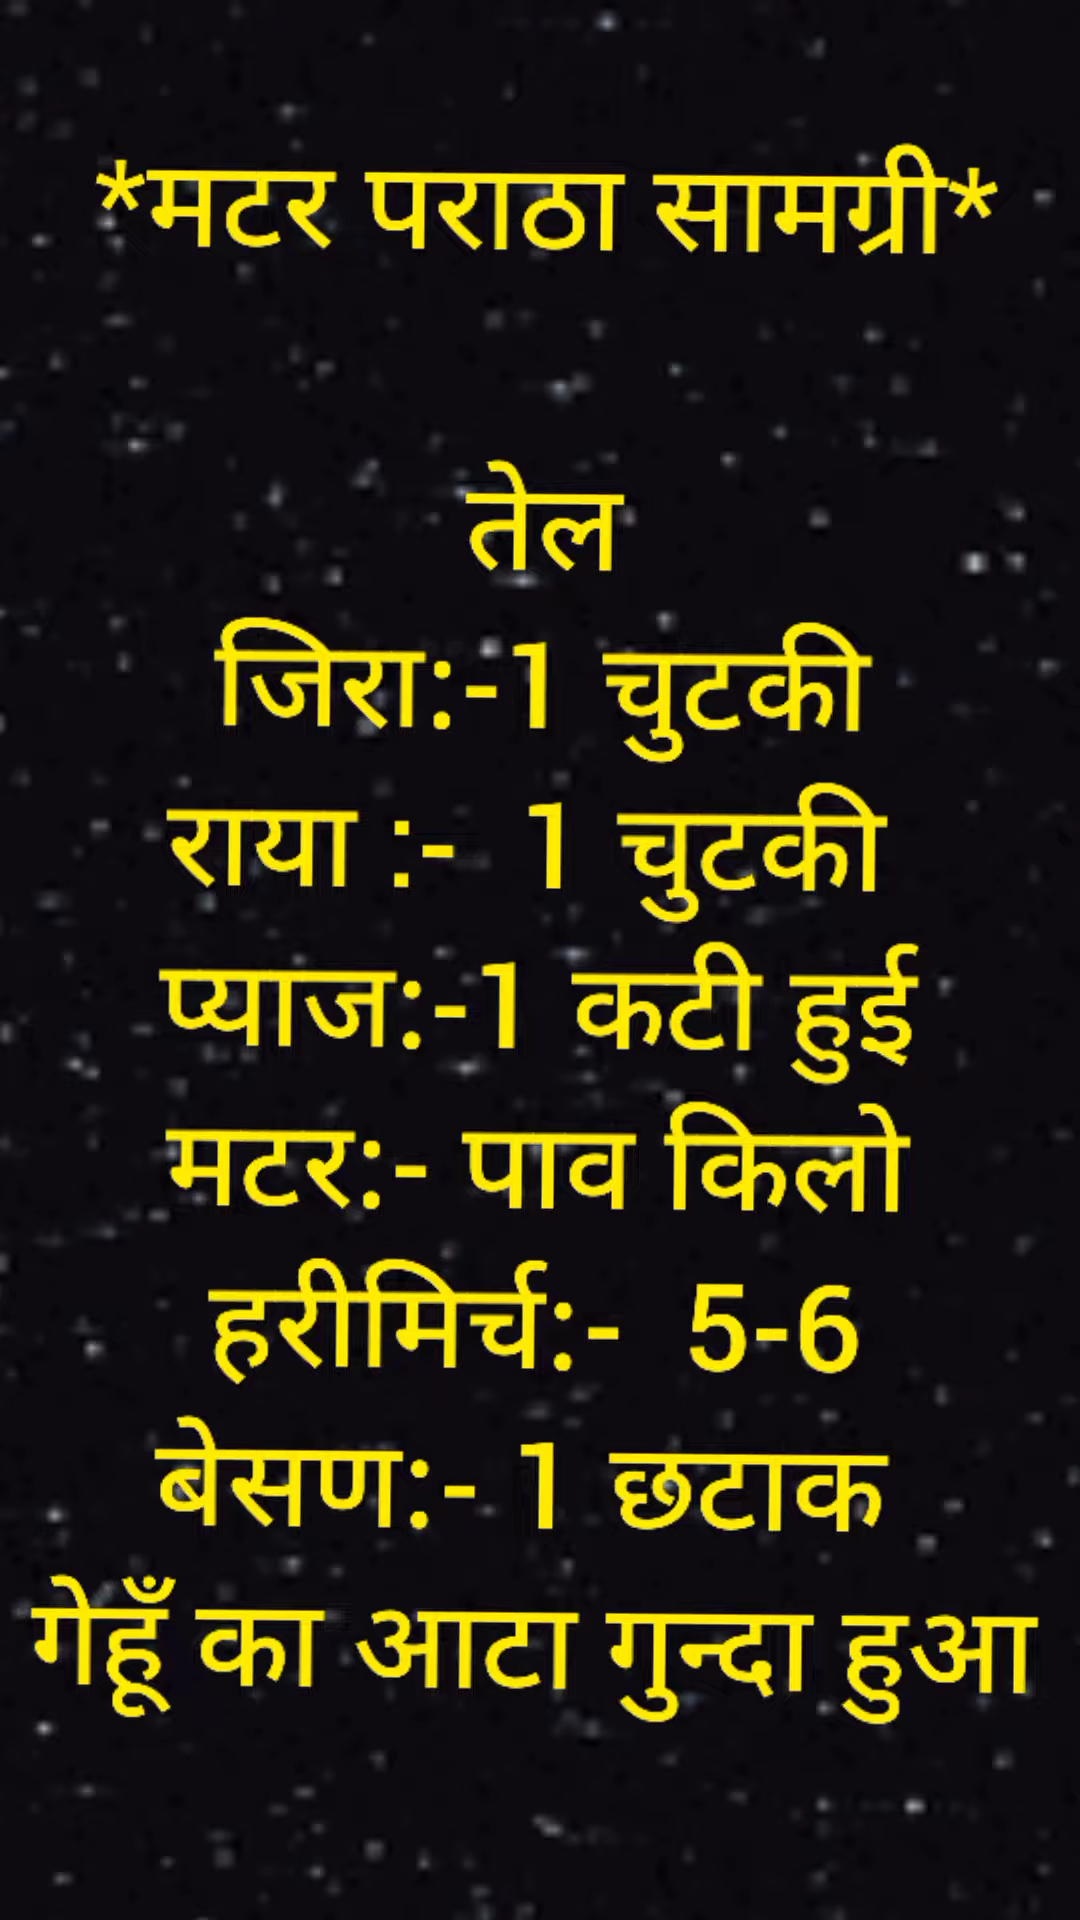 *मटर पराठा सामग्री*
तेल
जिरा:-1 चुटकी
राया :- 1 चुटकी
प्याज:-1 कटी हुई
मटर:- पाव किलो
हरीमिर्च:- 5-6
बेसण:- 1 छटाक
गेहूँ का आटा गुन्दा हुआ